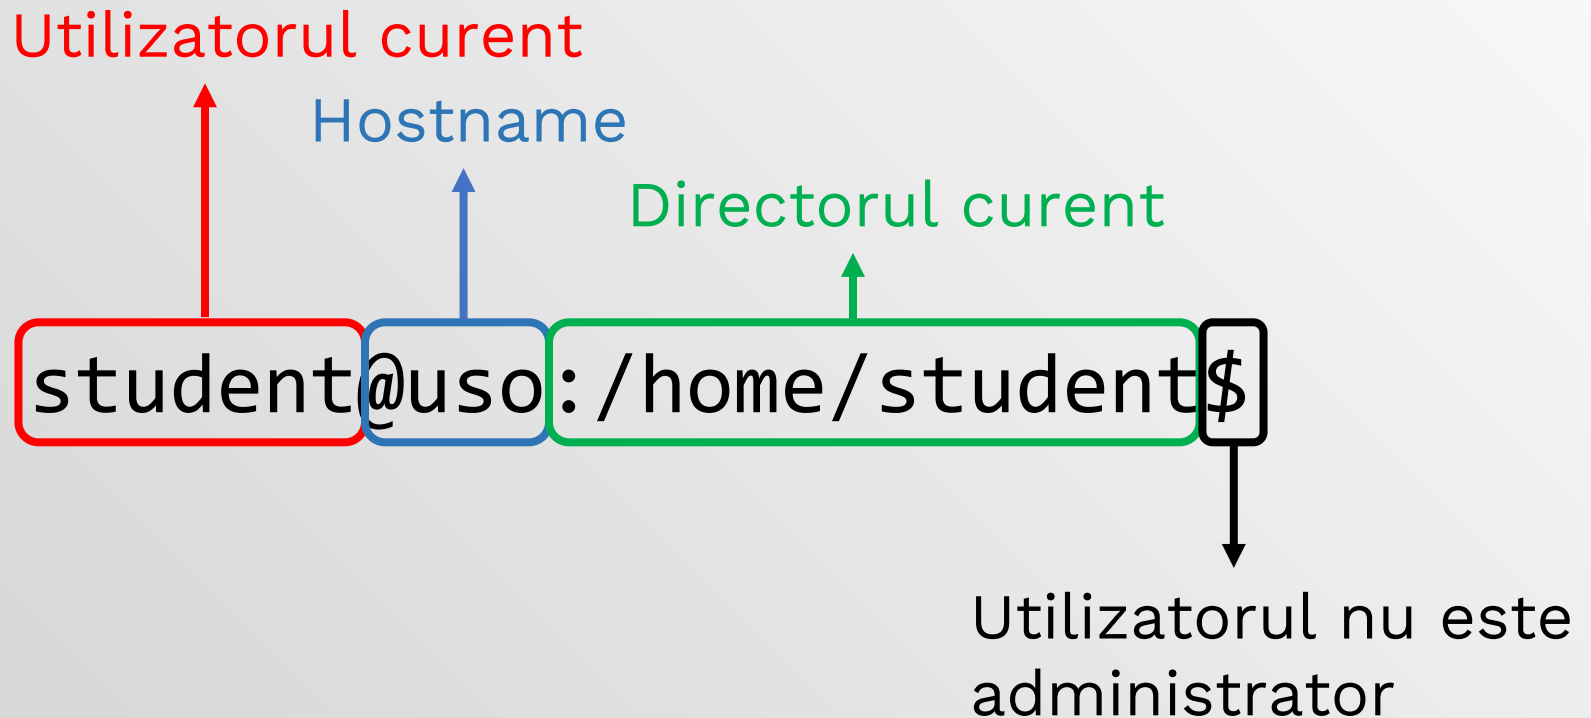 Utilizatorul curent
Hostname
Directorul curent
student@uso:/home/student$
Utilizatorul nu este
administrator